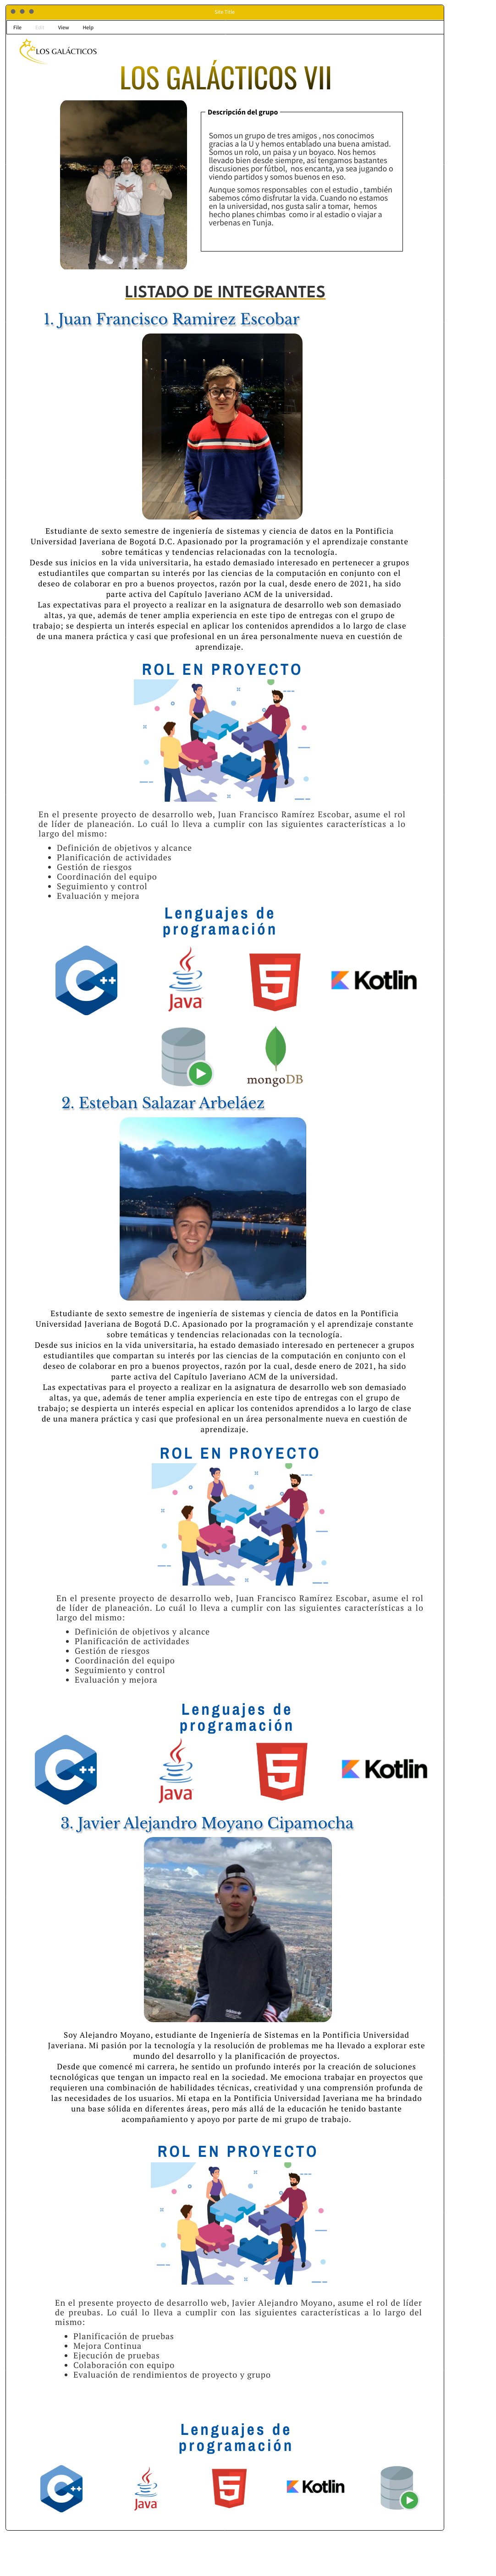 Site Title
File Edit View Help
LOS GALÁCTICOS
LOS GALÁCTICOS VII
Descripción del grupo
Somos un grupo de tres amigos , nos conocimos
gracias a la U y hemos entablado una buena amistad.
Somos un rolo, un paisa y un boyaco. Nos hemos
llevado bien desde siempre, así tengamos bastantes
discusiones por fútbol, nos encanta, ya sea jugando o
viendo partidos y somos buenos en eso.
Aunque somos responsables con el estudio , también
sabemos cómo disfrutar la vida. Cuando no estamos
en la universidad, nos gusta salir a tomar, hemos
hecho planes chimbas como ir al estadio o viajar a
verbenas en Tunja.
LISTADO DE INTEGRANTES
1. Juan Francisco Ramirez Escobar
Estudiante de sexto semestre de ingeniería de sistemas y ciencia de datos en la Pontificia
Universidad Javeriana de Bogotá D.C. Apasionado por la programación y el aprendizaje constante
sobre temáticas y tendencias relacionadas con la tecnología.
Desde sus inicios en la vida universitaria, ha estado demasiado interesado en pertenecer a grupos
estudiantiles que compartan su interés por las ciencias de la computación en conjunto con el
deseo de colaborar en pro a buenos proyectos, razón por la cual, desde enero de 2021, ha sido
parte activa del Capítulo Javeriano ACM de la universidad.
Las expectativas para el proyecto a realizar en la asignatura de desarrollo web son demasiado
altas, ya que, además de tener amplia experiencia en este tipo de entregas con el grupo de
trabajo; se despierta un interés especial en aplicar los contenidos aprendidos a lo largo de clase
de una manera práctica y casi que profesional en un área personalmente nueva en cuestión de
aprendizaje.
ROL EN PROYECTO
En el presente proyecto de desarrollo web, Juan Francisco Ramírez Escobar, asume el rol
de líder de planeación. Lo cuál lo lleva a cumplir con las siguientes características a lo
largo del mismo:
• Definición de objetivos y alcance
• Planificación de actividades
• Gestión de riesgos
• Coordinación del equipo
• Seguimiento y control
• Evaluación y mejora
Lenguajes de
programación
C++ Java 5 Kotlin
mongoDB
2. Esteban Salazar Arbeláez
Estudiante de sexto semestre de ingeniería de sistemas y ciencia de datos en la Pontificia
Universidad Javeriana de Bogotá D.C. Apasionado por la programación y el aprendizaje constante
sobre temáticas y tendencias relacionadas con la tecnología.
Desde sus inicios en la vida universitaria, ha estado demasiado interesado en pertenecer a grupos
estudiantiles que compartan su interés por las ciencias de la computación en conjunto con el
deseo de colaborar en pro a buenos proyectos, razón por la cual, desde enero de 2021, ha sido
parte activa del Capítulo Javeriano ACM de la universidad.
Las expectativas para el proyecto a realizar en la asignatura de desarrollo web son demasiado
altas, ya que, además de tener amplia experiencia en este tipo de entregas con el grupo de
trabajo; se despierta un interés especial en aplicar los contenidos aprendidos a lo largo de clase
de una manera práctica y casi que profesional en un área personalmente nueva en cuestión de
aprendizaje.
ROL EN PROYECTO
En el presente proyecto de desarrollo web, Juan Francisco Ramírez Escobar, asume el rol
de líder de planeación. Lo cuál lo lleva a cumplir con las siguientes características a lo
largo del mismo:
• Definición de objetivos y alcance
• Planificación de actividades
• Gestión de riesgos
• Coordinación del equipo
• Seguimiento y control
• Evaluación y mejora
Lenguajes de
programación
C++ Java 5 Kotlin
3. Javier Alejandro Moyano Cipamocha
Soy Alejandro Moyano, estudiante de Ingeniería de Sistemas en la Pontificia Universidad
Javeriana. Mi pasión por la tecnología y la resolución de problemas me ha llevado a explorar este
mundo del desarrollo y la planificación de proyectos.
Desde que comencé mi carrera, he sentido un profundo interés por la creación de soluciones
tecnológicas que tengan un impacto real en la sociedad. Me emociona trabajar en proyectos que
requieren una combinación de habilidades técnicas, creatividad y una comprensión profunda de
las necesidades de los usuarios. Mi etapa en la Pontificia Universidad Javeriana me ha brindado
una base sólida en diferentes áreas, pero más allá de la educación he tenido bastante
acompañamiento y apoyo por parte de mi grupo de trabajo.
ROL EN PROYECTO
En el presente proyecto de desarrollo web, Javier Alejandro Moyano, asume el rol de líder
de preubas. Lo cuál lo lleva a cumplir con las siguientes características a lo largo del
mismo:
• Planificación de pruebas
• Mejora Continua
• Ejecución de pruebas
• Colaboración con equipo
• Evaluación de rendimientos de proyecto y grupo
Lenguajes de
programación
C++ Java 5 Kotlin